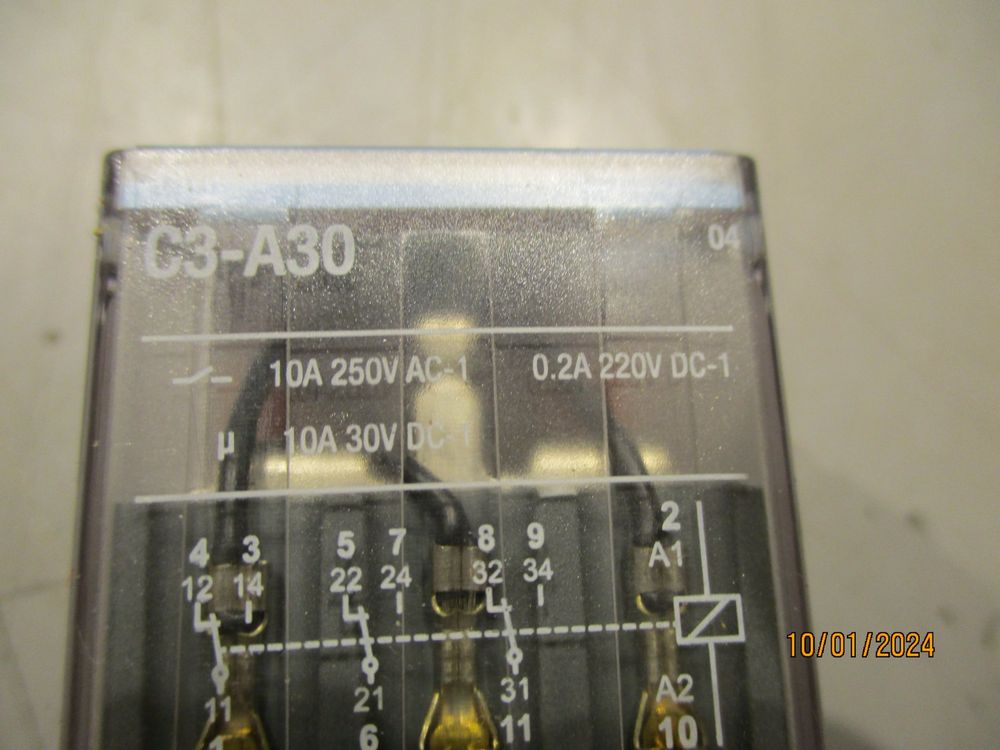 C3-A30 04
10A 250V AC-1 0.2A 220V DC-1
µ 10A 30V DC-1
4 3 5 7 8 9 2
12 14 22 24 32 34 A1
11 21 31 A2
1 6 11 10
10/01/2024